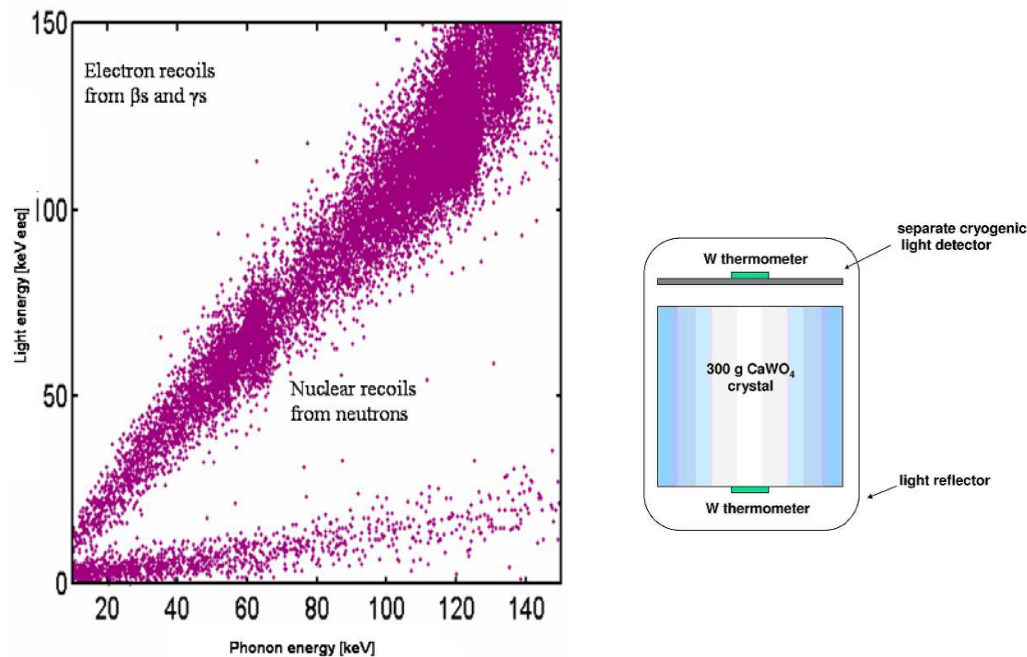 150
Electron recoils
from βs and γs
100
Light energy [keV eeq]
50
Nuclear recoils
from neutrons
0
20 40 60 80 100 120 140
Phonon energy [keV]
separate cryogenic
light detector
W thermometer
300 g CaWO₄
crystal
light reflector
W thermometer